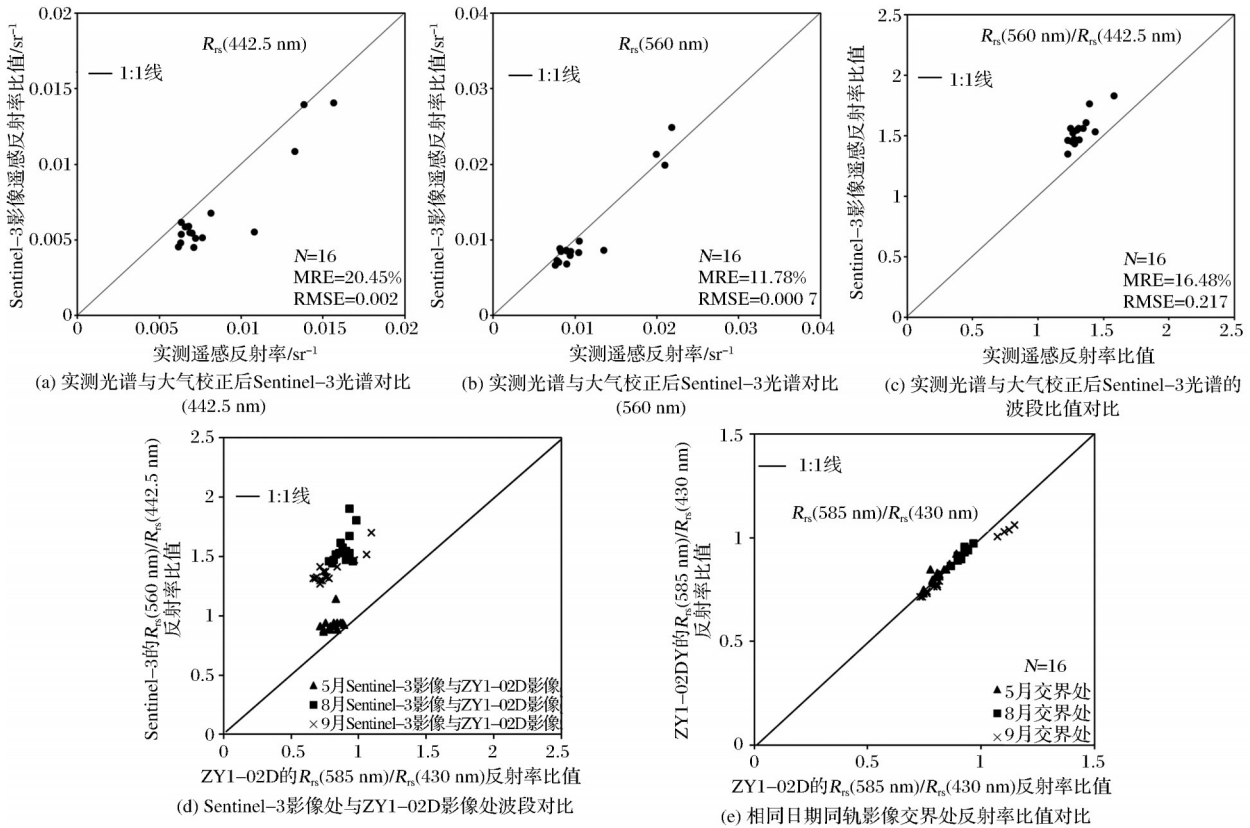 0.02
0.015
0.01
0.005
0
0.005
0.01
0.015
0.02
Sentinel-3影像遥感反射率比值/sr⁻¹
Rrs(442.5 nm)
1:1线
N=16
MRE=20.45%
RMSE=0.002
实测遥感反射率/sr⁻¹
(a) 实测光谱与大气校正后Sentinel-3光谱对比
(442.5 nm)
0.04
0.03
0.02
0.01
0
0.01
0.02
0.03
0.04
Sentinel-3影像遥感反射率比值/sr⁻¹
Rrs(560 nm)
1:1线
N=16
MRE=11.78%
RMSE=0.000 7
实测遥感反射率/sr⁻¹
(b) 实测光谱与大气校正后Sentinel-3光谱对比
(560 nm)
2.5
2
1.5
1
0.5
0
0
0.5
1
1.5
2
2.5
Sentinel-3影像遥感反射率比值
Rrs(560 nm)/Rrs(442.5 nm)
1:1线
N=16
MRE=16.48%
RMSE=0.217
实测遥感反射率比值
(c) 实测光谱与大气校正后Sentinel-3光谱的
波段比值对比
2.5
2
1.5
1
0.5
0
0
0.5
1
1.5
2
2.5
Sentinel-3的Rrs(560 nm)/Rrs(442.5 nm)
反射率比值
1:1线
5月Sentinel-3影像与ZY1-02D影像
8月Sentinel-3影像与ZY1-02D影像
9月Sentinel-3影像与ZY1-02D影像
ZY1-02D的Rrs(585 nm)/Rrs(430 nm)反射率比值
(d) Sentinel-3影像处与ZY1-02D影像处波段对比
1.5
1
0.5
0
0
0.5
1
1.5
ZY1-02DY的Rrs(585 nm)/Rrs(430 nm)
反射率比值
1:1线
Rrs(585 nm)/Rrs(430 nm)
N=16
5月交界处
8月交界处
9月交界处
ZY1-02D的Rrs(585 nm)/Rrs(430 nm)反射率比值
(e) 相同日期同轨影像交界处反射率比值对比